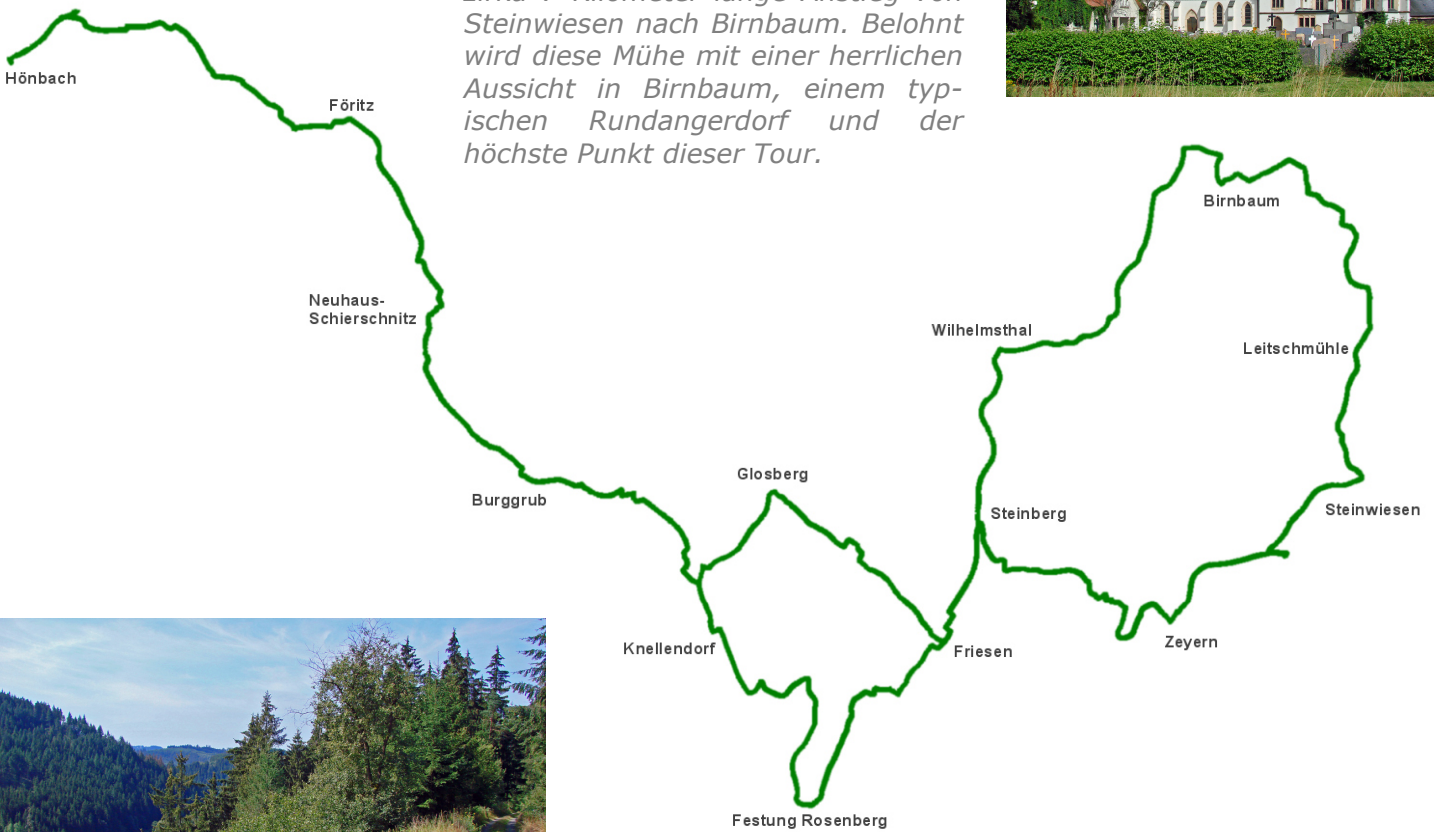 Steinwiesen nach Birnbaum. Belohnt
wird diese Mühe mit einer herrlichen
Aussicht in Birnbaum, einem typ-
ischen Rundangerdorf und der
höchste Punkt dieser Tour.
Hönbach
Föritz
Birnbaum
Neuhaus-
Schierschnitz
Wilhelmsthal
Leitschmühle
Glosberg
Burggrub
Steinberg
Steinwiesen
Knellendorf
Friesen
Zeyern
Festung Rosenberg